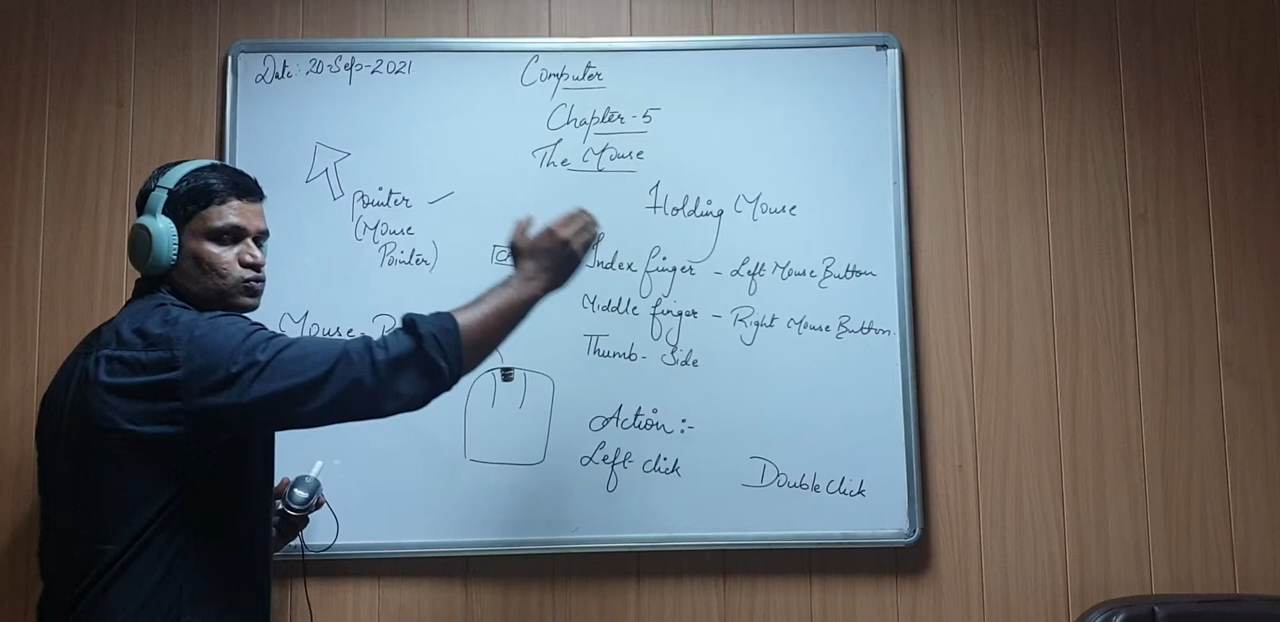 Date: 20-Sep-2021
Computer
Chapter-5
The Mouse
pointer
(Mouse
Pointer)
Mouse-
Holding Mouse
Index finger - Left Mouse Button
Middle finger - Right Mouse Button.
Thumb- Side
Action:-
Left click
Double click